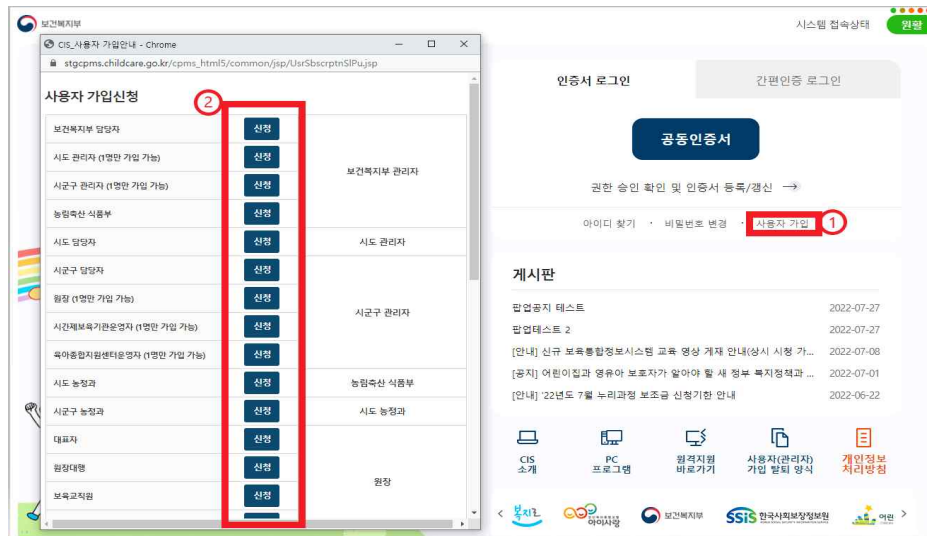 보건복지부
시스템 접속상태
원활
CIS_사용자 가입안내 - Chrome
stgcpms.childcare.go.kr/cpms_html5/common/jsp/UsrSbscrptnSlPu.jsp
사용자 가입신청
②
보건복지부 담당자 신청
시도 관리자 (1명만 가입 가능) 신청
시군구 관리자 (1명만 가입 가능) 신청
농림축산 식품부 신청
보건복지부 관리자
시도 담당자 신청 시도 관리자
시군구 담당자 신청
원장 (1명만 가입 가능) 신청
시간제보육기관운영자 (1명만 가입 가능) 신청
육아종합지원센터운영자 (1명만 가입 가능) 신청
시군구 관리자
시도 농정과 신청 농림축산 식품부
시군구 농정과 신청 시도 농정과
대표자 신청
원장대행 신청
보육교직원 신청
원장
인증서 로그인
간편인증 로그인
공동인증서
권한 승인 확인 및 인증서 등록/갱신 →
아이디 찾기 · 비밀번호 변경 · 사용자 가입 ①
게시판
팝업공지 테스트 2022-07-27
팝업테스트 2 2022-07-27
[안내] 신규 보육통합정보시스템 교육 영상 게재 안내(상시 시청 가... 2022-07-08
[공지] 어린이집과 영유아 보호자가 알아야 할 새 정부 복지정책과 ... 2022-07-01
[안내] '22년도 7월 누리과정 보조금 신청기한 안내 2022-06-22
CIS
소개
PC
프로그램
원격지원
바로가기
사용자(관리자)
가입 탈퇴 양식
개인정보
처리방침
복지로
아이사랑
보건복지부
SSiS 한국사회보장정보원
어린